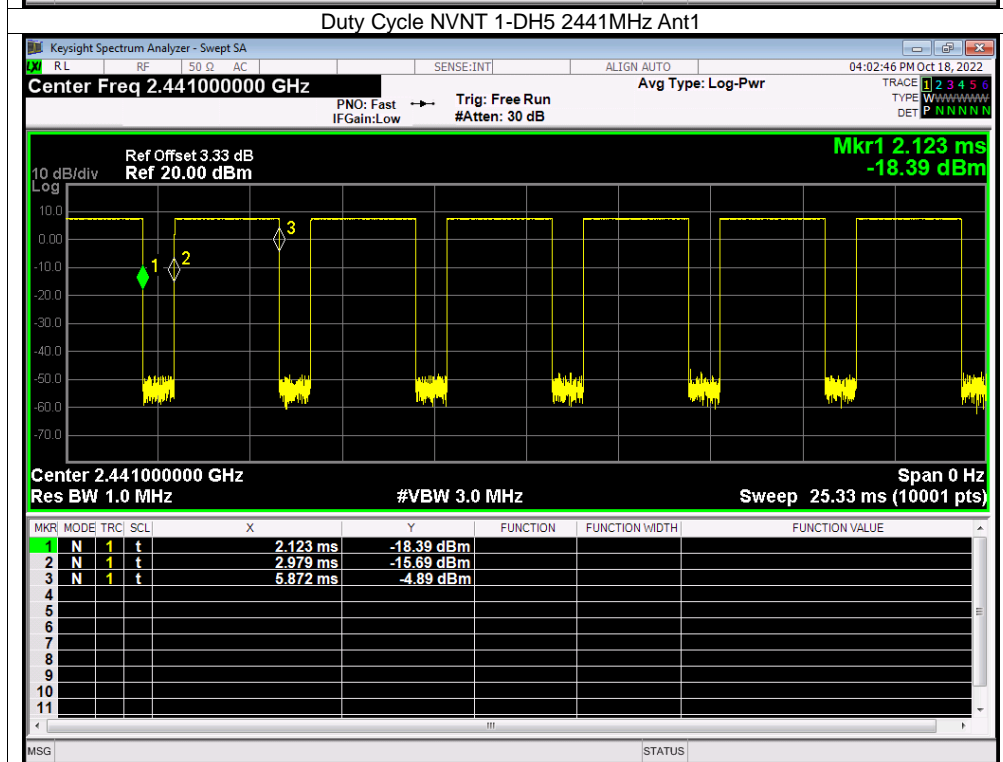 Duty Cycle NVNT 1-DH5 2441MHz Ant1
Keysight Spectrum Analyzer - Swept SA
LXI RL RF 50 Ω AC SENSE:INT ALIGN AUTO 04:02:46 PM Oct 18, 2022
Center Freq 2.441000000 GHz
PNO: Fast
IFGain:Low
Trig: Free Run
#Atten: 30 dB
Avg Type: Log-Pwr
TRACE 1 2 3 4 5 6
TYPE WWWWWW
DET P N N N N N
Ref Offset 3.33 dB
10 dB/div Ref 20.00 dBm
Log
Mkr1 2.123 ms
-18.39 dBm
10.0
0.00
-10.0
-20.0
-30.0
-40.0
-50.0
-60.0
-70.0
1
2
3
Center 2.441000000 GHz Span 0 Hz
Res BW 1.0 MHz #VBW 3.0 MHz Sweep 25.33 ms (10001 pts)
MKR MODE TRC SCL X Y FUNCTION FUNCTION WIDTH FUNCTION VALUE
1 N 1 t 2.123 ms -18.39 dBm
2 N 1 t 2.979 ms -15.69 dBm
3 N 1 t 5.872 ms -4.89 dBm
4
5
6
7
8
9
10
11
MSG STATUS